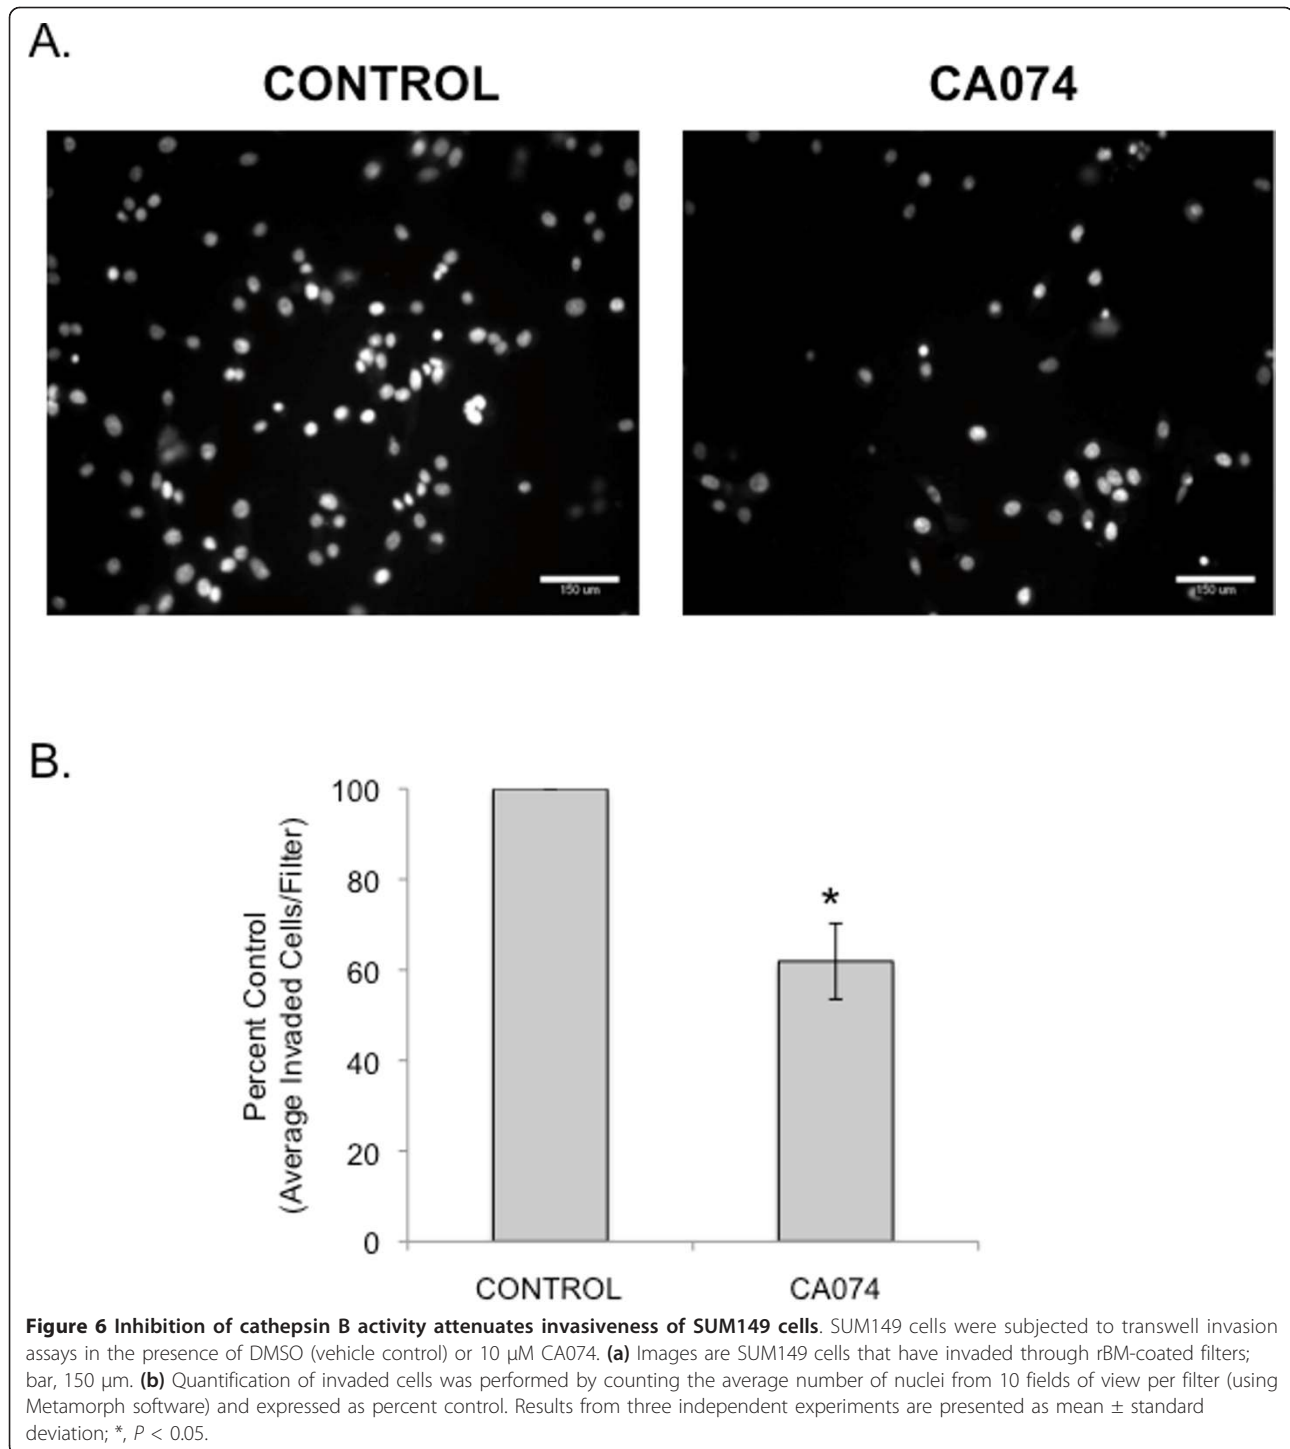 A.
CONTROL CA074
150 um 150 um
B.
100
80
60
40
20
0
Percent Control
(Average Invaded Cells/Filter)
*
CONTROL CA074
Figure 6 Inhibition of cathepsin B activity attenuates invasiveness of SUM149 cells. SUM149 cells were subjected to transwell invasion
assays in the presence of DMSO (vehicle control) or 10 μM CA074. (a) Images are SUM149 cells that have invaded through rBM-coated filters;
bar, 150 μm. (b) Quantification of invaded cells was performed by counting the average number of nuclei from 10 fields of view per filter (using
Metamorph software) and expressed as percent control. Results from three independent experiments are presented as mean ± standard
deviation; *, P < 0.05.